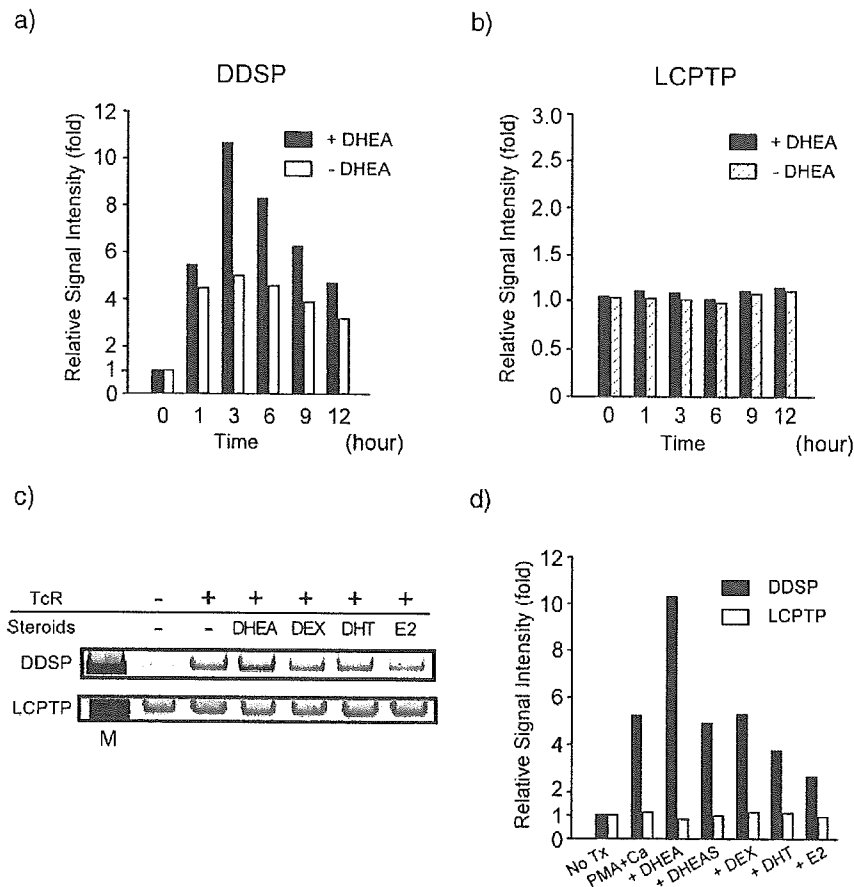 a)
DDSP
Relative Signal Intensity (fold)
12
10
8
6
4
2
1
0
+ DHEA
- DHEA
0 1 3 6 9 12
Time (hour)
b)
LCPTP
Relative Signal Intensity (fold)
3.0
2.5
2.0
1.5
1.0
0.5
0
+ DHEA
- DHEA
0 1 3 6 9 12
Time (hour)
c)
TcR - + + + + +
Steroids - - DHEA DEX DHT E2
DDSP
LCPTP
M
d)
Relative Signal Intensity (fold)
12
10
8
6
4
2
1
0
DDSP
LCPTP
No Tx
PMA+Ca
+ DHEA
+ DHEAS
+ DEX
+ DHT
+ E2